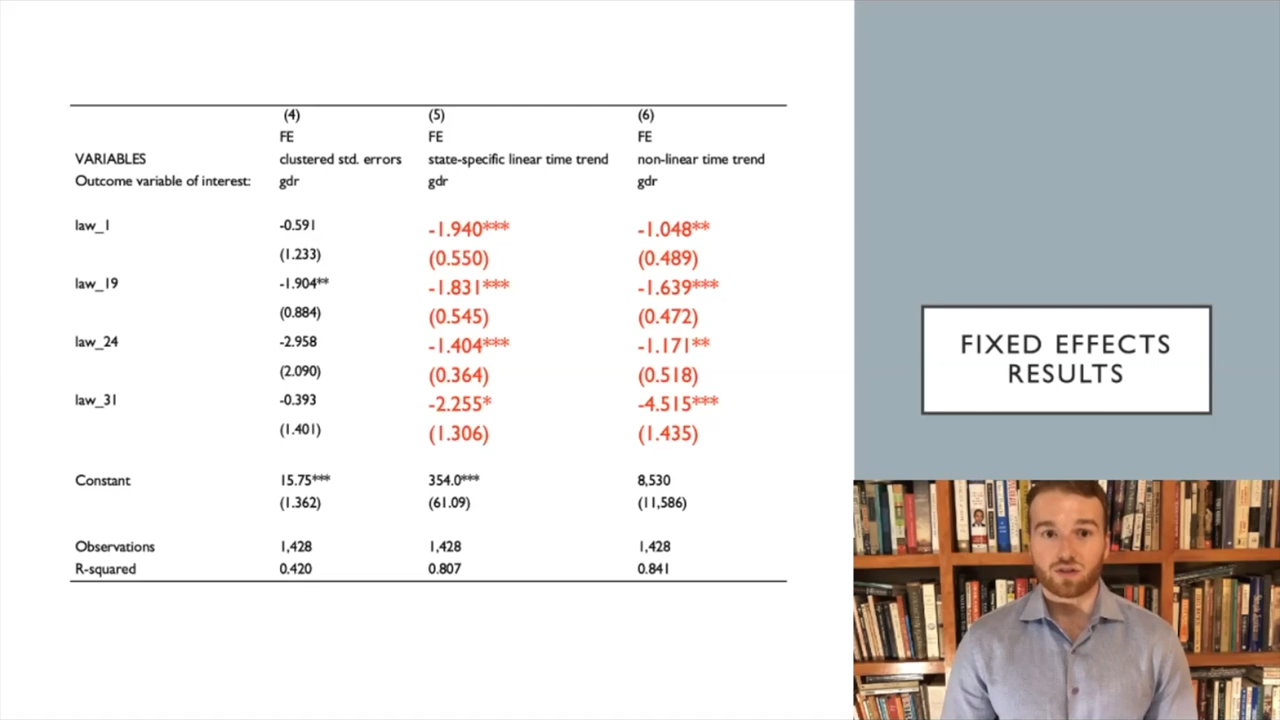 (4) (5) (6)
FE FE FE
VARIABLES clustered std. errors state-specific linear time trend non-linear time trend
Outcome variable of interest: gdr gdr gdr
law_1 -0.591 -1.940*** -1.048**
(1.233) (0.550) (0.489)
law_19 -1.904** -1.831*** -1.639***
(0.884) (0.545) (0.472)
law_24 -2.958 -1.404*** -1.171**
(2.090) (0.364) (0.518)
law_31 -0.393 -2.255* -4.515***
(1.401) (1.306) (1.435)
Constant 15.75*** 354.0*** 8,530
(1.362) (61.09) (11,586)
Observations 1,428 1,428 1,428
R-squared 0.420 0.807 0.841
FIXED EFFECTS
RESULTS